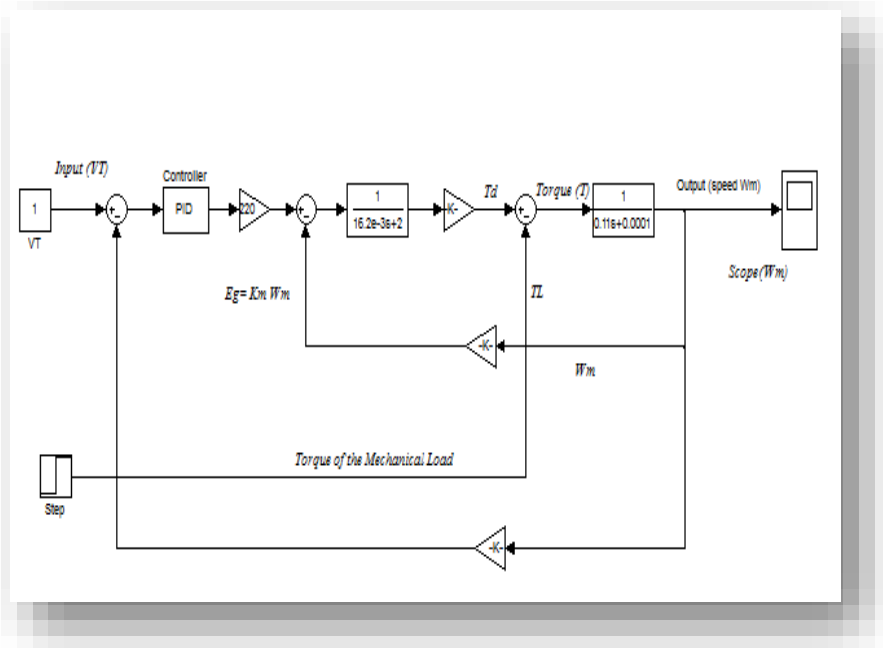 Input (VT)
Controller
1
+_
PID
220
+_
1
16.2e-3s+2
-K-
Td
+_
Torque (T)
1
0.11s+0.0001
Output (speed Wm)
VT
Scope(Wm)
Eg= Km Wm
TL
-K-
Wm
Torque of the Mechanical Load
Step
-K-